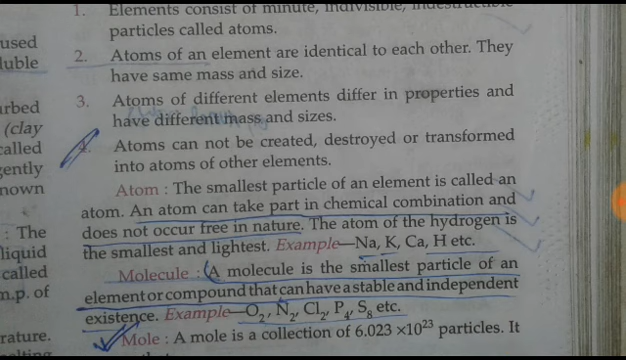 1. Elements consist of minute, indivisible, indestructible
particles called atoms.
used
2. Atoms of an element are identical to each other. They
have same mass and size.
3. Atoms of different elements differ in properties and
have different mass and sizes.
(clay
4. Atoms can not be created, destroyed or transformed
called
into atoms of other elements.
Atom : The smallest particle of an element is called an
atom. An atom can take part in chemical combination and
: The
does not occur free in nature. The atom of the hydrogen is
liquid
the smallest and lightest. Example—Na, K, Ca, H etc.
called
Molecule : (A molecule is the smallest particle of an
m.p. of
element or compound that can have a stable and independent
existence. Example—O₂, N₂, Cl₂, P₄, S₈ etc.
Mole : A mole is a collection of 6.023 ×10²³ particles. It